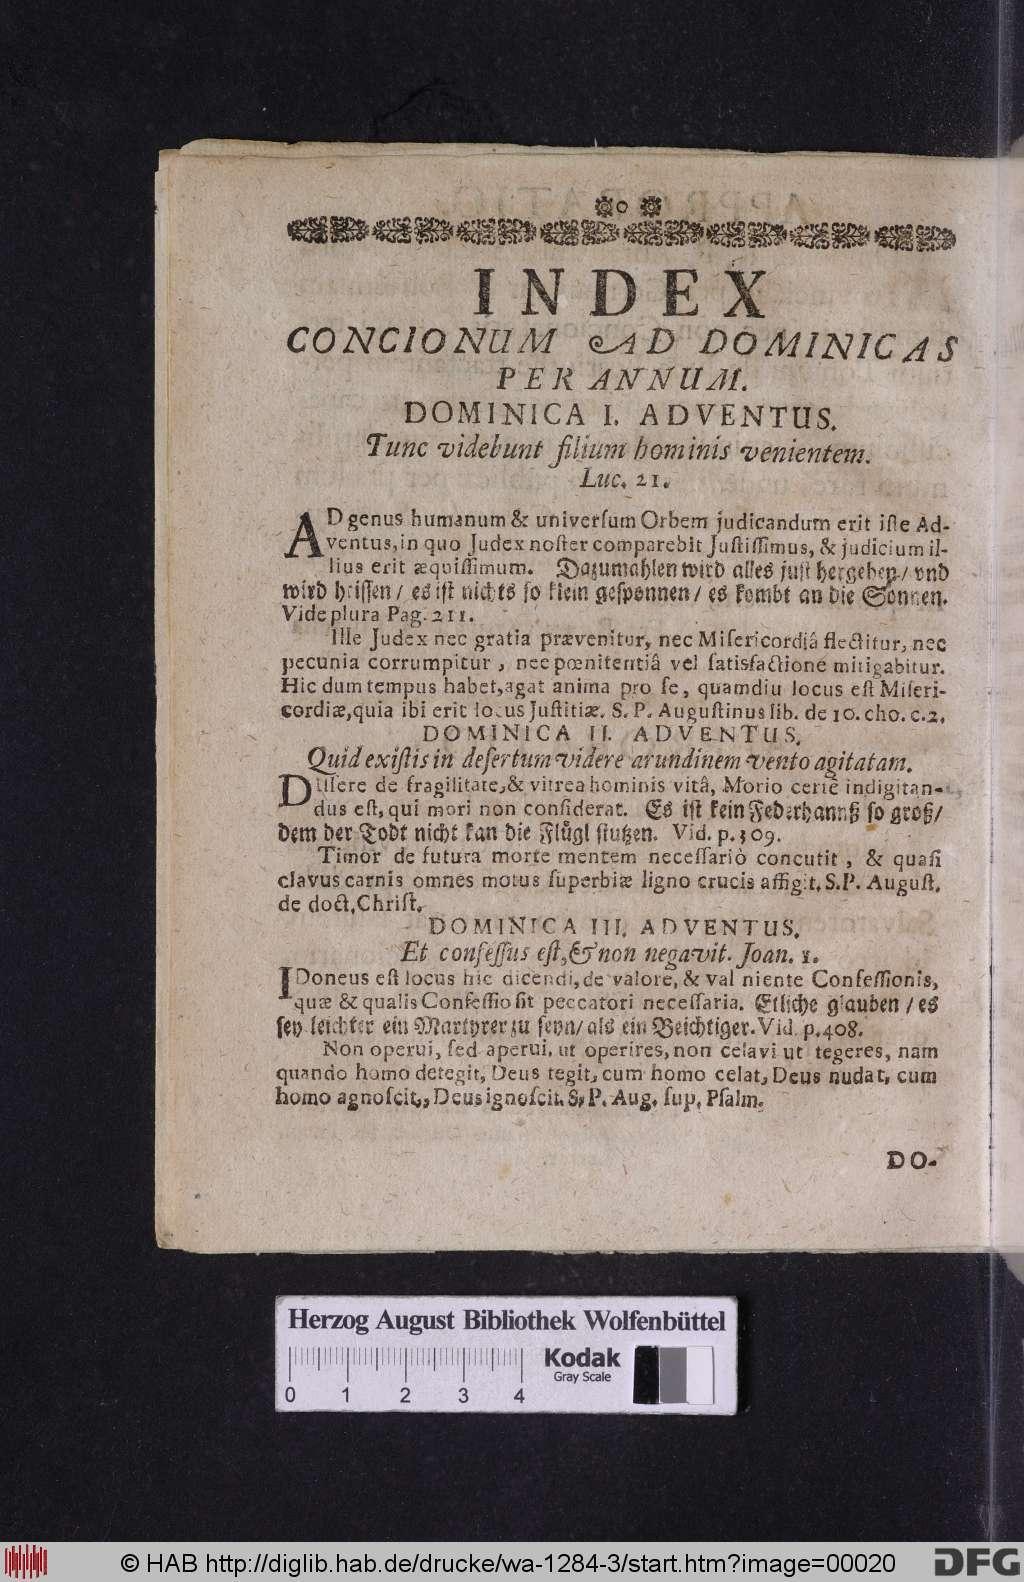 INDEX
CONCIONUM AD DOMINICAS
PER ANNUM.
DOMINICA I. ADVENTUS.
Tunc videbunt filium hominis venientem.
Luc. 21.
AD genus humanum & univerſum Orbem judicandum erit iſte Ad-
ventus, in quo Judex noſter comparebit Juſtiſſimus, & judicium il-
lius erit æquiſſimum. Dazumahlen wird alles juſt hergehen / vnd
wird heiſſen / es iſt nichts ſo klein geſponnen / es kombt an die Sonnen.
Vide plura Pag. 211.
Ille Judex nec gratia prævenitur, nec Miſericordiâ flectitur, nec
pecunia corrumpitur, nec pœnitentiâ vel ſatisfactione mitigabitur.
Hic dum tempus habet, agat anima pro ſe, quamdiu locus eſt Miſeri-
cordiæ, quia ibi erit locus Juſtitiæ. S. P. Auguſtinus lib. de 10. cho. c. 2.
DOMINICA II. ADVENTUS.
Quid existis in deſertum videre arundinem vento agitatam.
Diſſere de fragilitate, & vitrea hominis vitâ, Morio certè indigitan-
dus eſt, qui mori non conſiderat. Es iſt kein Federhannß ſo groß /
dem der Todt nicht kan die Flügl ſtutzen. Vid. p. 309.
Timor de futura morte mentem neceſſariò concutit, & quaſi
clavus carnis omnes motus ſuperbiæ ligno crucis affigit. S. P. Auguſt.
de doct. Chriſt.
DOMINICA III. ADVENTUS.
Et confeſſus eſt, & non negavit. Joan. 1.
IDoneus eſt locus hic dicendi, de valore, & val niente Confeſſionis,
quæ & qualis Confeſſio ſit peccatori neceſſaria. Etliche glauben / es
ſey leichter ein Martyrer zu ſeyn / als ein Beichtiger. Vid. p. 408.
Non operui, ſed aperui, ut operires, non celavi ut tegeres, nam
quando homo detegit, Deus tegit, cum homo celat, Deus nudat, cum
homo agnoſcit,, Deus ignoſcit. S. P. Aug. ſup. Pſalm.
DO-
Herzog August Bibliothek Wolfenbüttel
Kodak
Gray Scale
0 1 2 3 4
© HAB http://diglib.hab.de/drucke/wa-1284-3/start.htm?image=00020
DFG